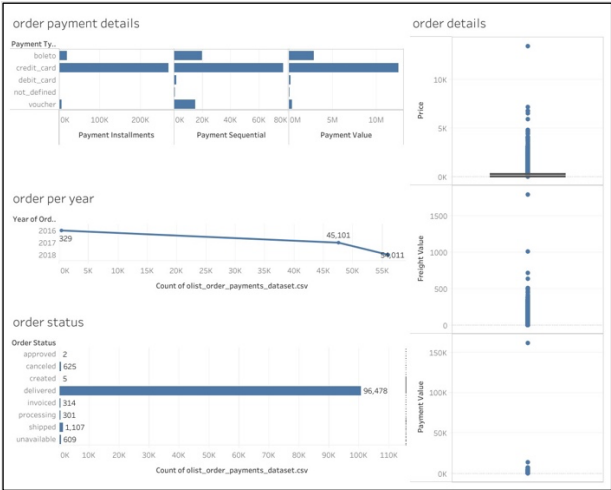 order payment details
Payment Ty..
boleto
credit_card
debit_card
not_defined
voucher
0K 100K 200K
0K 20K 40K 60K 80K
0K 5M 10M
Payment Installments
Payment Sequential
Payment Value
order per year
Year of Ord..
2016
2017
2018
329
45,101
0K 5K 10K 15K 20K 25K 30K 35K 40K 45K 50K 55K
Count of olist_order_payments_dataset.csv
order status
Order Status
approved 2
canceled 625
created 5
delivered 96,478
invoiced 314
processing 301
shipped 1,107
unavailable 609
0K 10K 20K 30K 40K 50K 60K 70K 80K 90K 100K 110K
Count of olist_order_payments_dataset.csv
order details
10K
5K
0K
Price
1500
1000
500
0
Freight Value
150K
100K
50K
0K
Payment Value